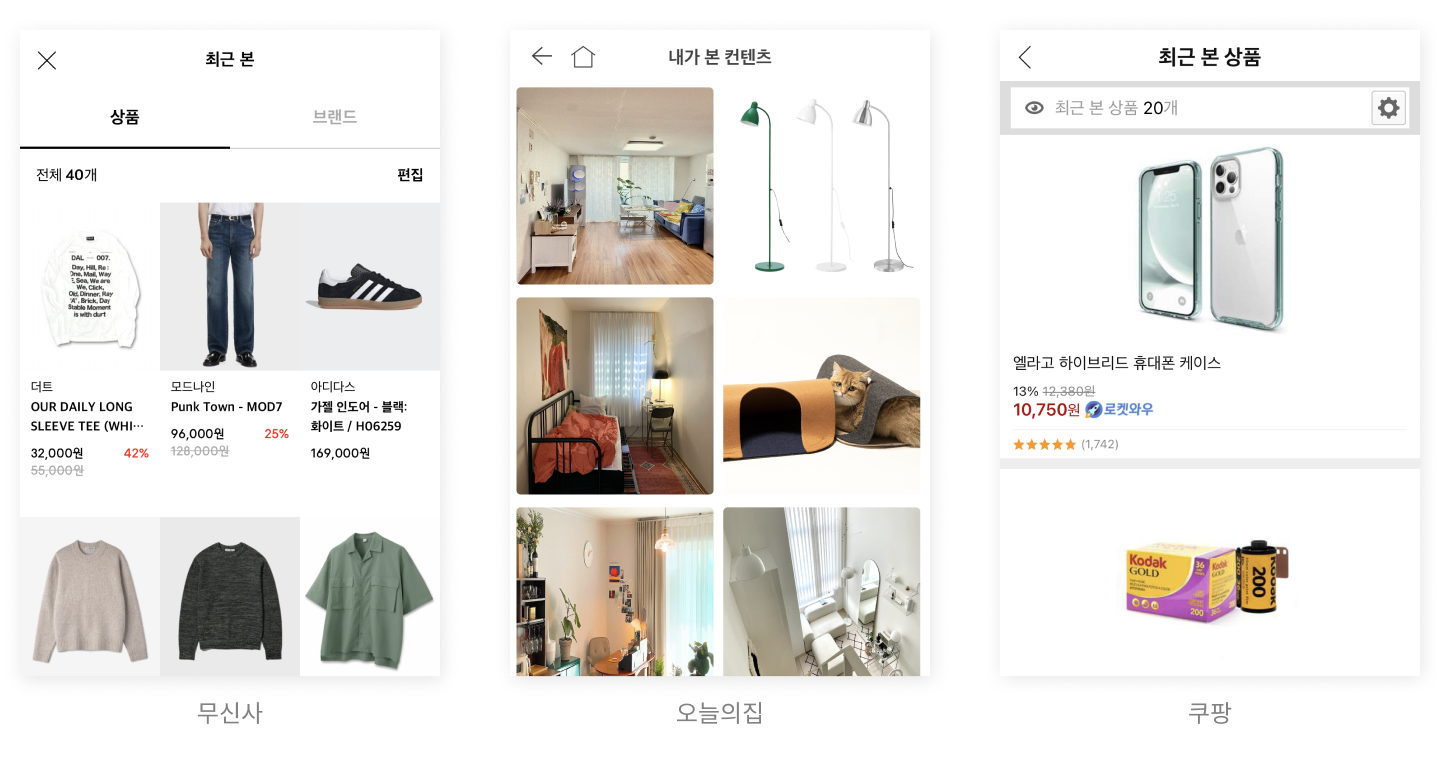 최근 본
상품
브랜드
전체 40개
편집
DAL 007.
Day, Hill, Re:
One, Mail, Way
E, Sea, We are
We, Click,
Old, Dinner, Ray
"A", Brick, Day
Stable Moment
is with durt
더트
OUR DAILY LONG
SLEEVE TEE (WHI…
32,000원 42%
55,000원
모드나인
Punk Town - MOD7
96,000원 25%
128,000원
아디다스
가젤 인도어 - 블랙:
화이트 / H06259
169,000원
무신사
내가 본 컨텐츠
오늘의집
최근 본 상품
최근 본 상품 20개
엘라고 하이브리드 휴대폰 케이스
13% 12,380원
10,750원 로켓와우
(1,742)
Kodak
GOLD
36
200
Kodak
GOLD
200
쿠팡